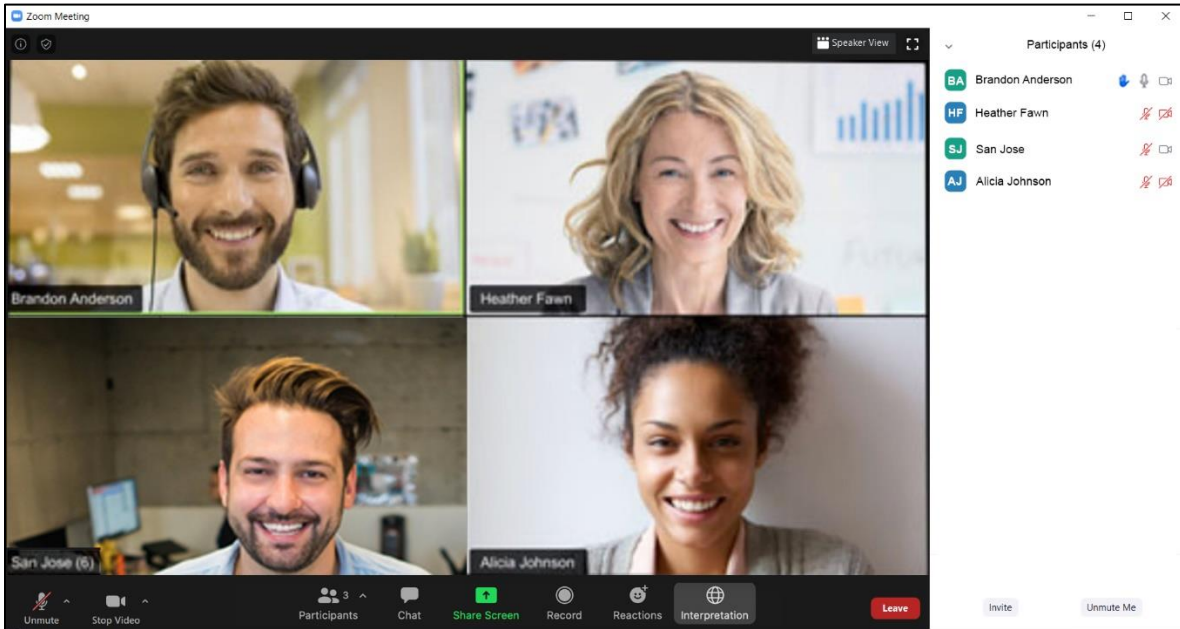 Zoom Meeting
Speaker View
Participants (4)
BA Brandon Anderson
HF Heather Fawn
SJ San Jose
AJ Alicia Johnson
Brandon Anderson
Heather Fawn
San Jose (6)
Alicia Johnson
Unmute
Stop Video
3
Participants
Chat
Share Screen
Record
Reactions
Interpretation
Leave
Invite
Unmute Me